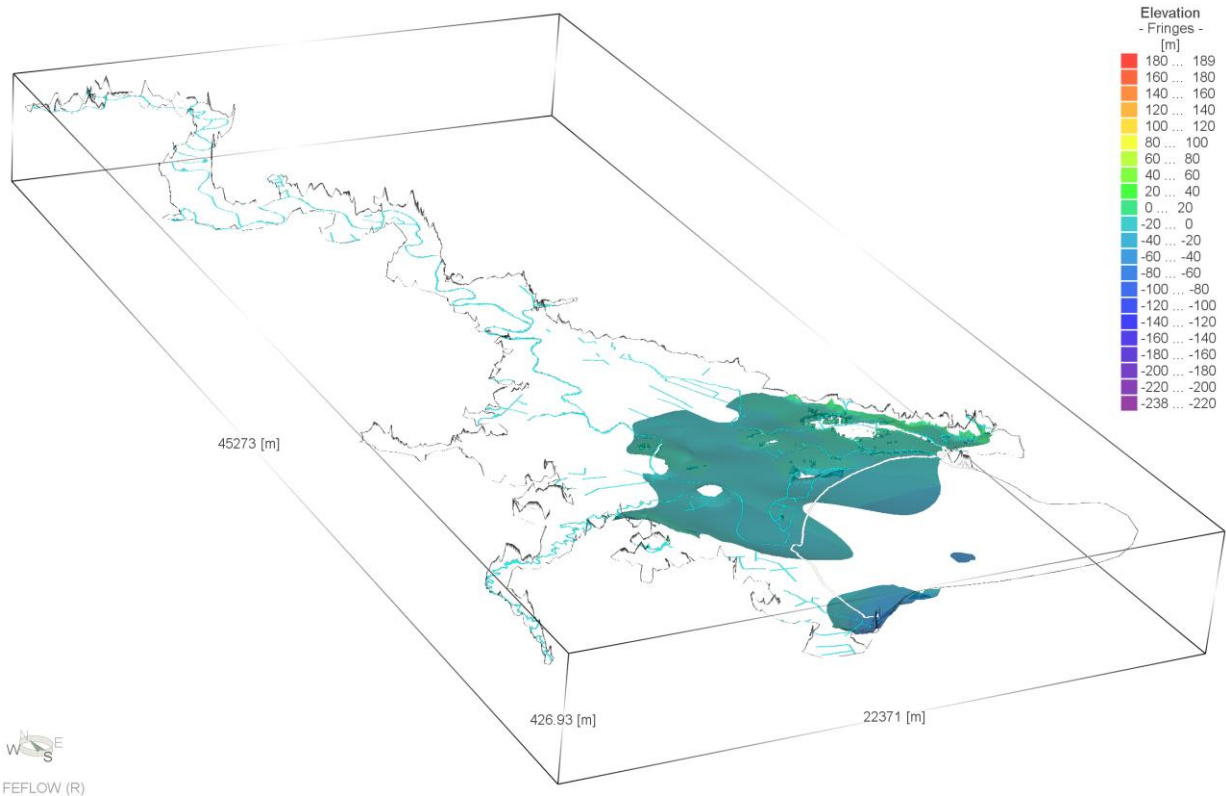 Elevation
- Fringes -
[m]
180 ... 189
160 ... 180
140 ... 160
120 ... 140
100 ... 120
80 ... 100
60 ... 80
40 ... 60
20 ... 40
0 ... 20
-20 ... 0
-40 ... -20
-60 ... -40
-80 ... -60
-100 ... -80
-120 ... -100
-140 ... -120
-160 ... -140
-180 ... -160
-200 ... -180
-220 ... -200
-238 ... -220
45273 [m]
426.93 [m]
22371 [m]
N
W
E
S
FEFLOW (R)